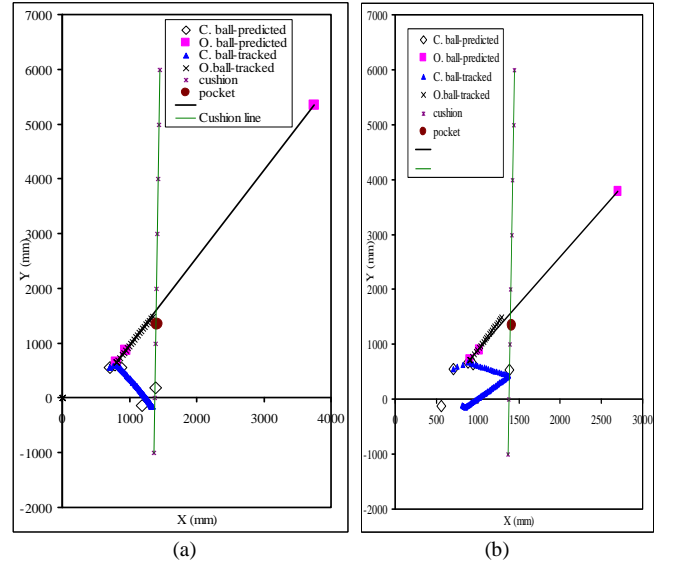 7000
6000
5000
4000
3000
2000
1000
0
-1000
-2000
Y (mm)
0 1000 2000 3000 4000
X (mm)
C. ball-predicted
O. ball-predicted
C. ball-tracked
O.ball-tracked
cushion
pocket
Cushion line
(a)
7000
6000
5000
4000
3000
2000
1000
0
-1000
-2000
Y (mm)
0 500 1000 1500 2000 2500 3000
X (mm)
C. ball-predicted
O. ball-predicted
C. ball-tracked
O.ball-tracked
cushion
pocket
(b)